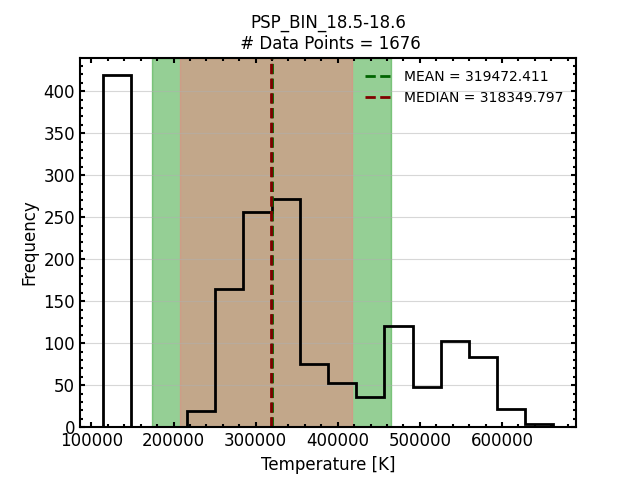 PSP_BIN_18.5-18.6
# Data Points = 1676
MEAN = 319472.411
MEDIAN = 318349.797
Frequency
400
350
300
250
200
150
100
50
0
100000 200000 300000 400000 500000 600000
Temperature [K]